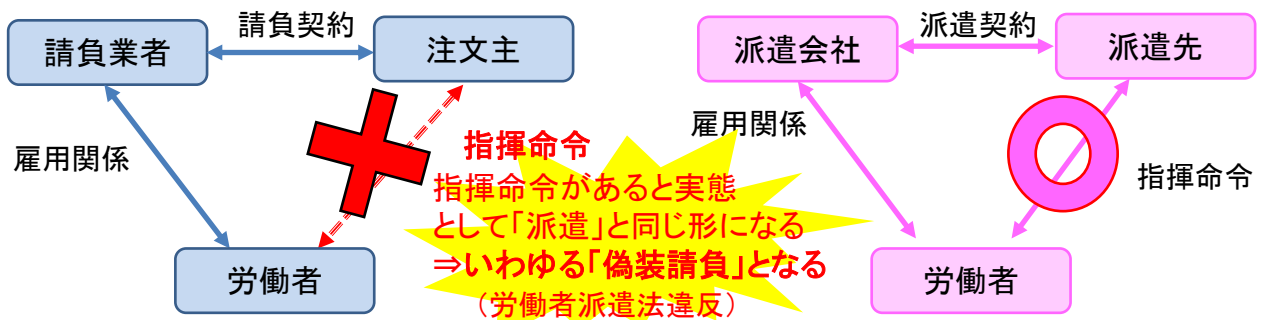 請負業者
請負契約
注文主
雇用関係
指揮命令
指揮命令があると実態
として「派遣」と同じ形になる
⇒いわゆる「偽装請負」となる
（労働者派遣法違反）
労働者
派遣会社
派遣契約
派遣先
雇用関係
指揮命令
労働者